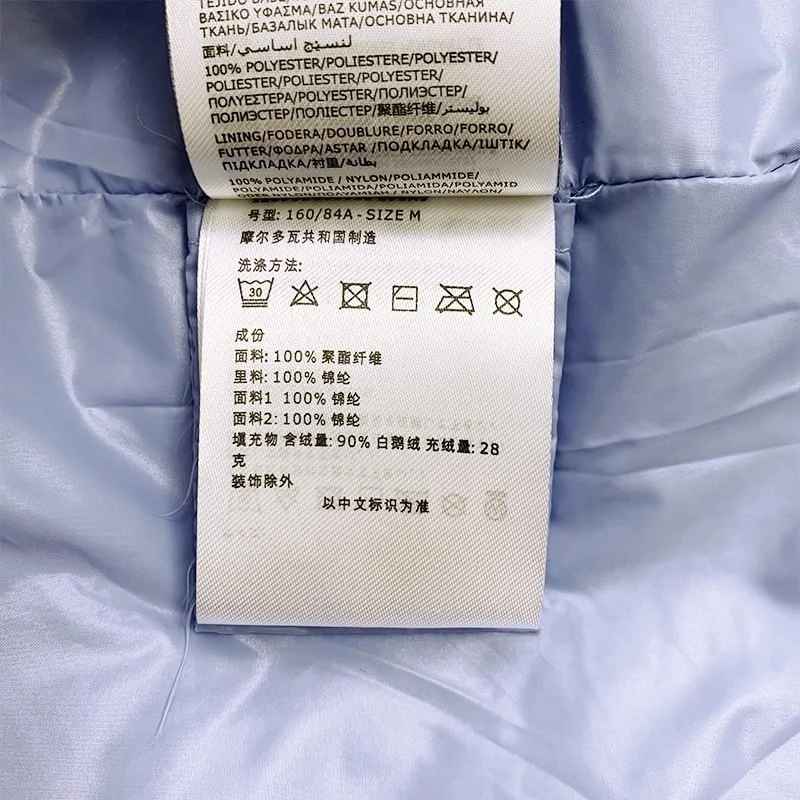 ΒΑΣΙΚΟ ΥΦΑΣΜΑ/BAZ KUMAS/ОСНОВНАЯ
ТКАНЬ/БАЗАЛЫК МАТА/ОСНОВНА ТКАНИНА/
面料/لنسيج اساسي/
100% POLYESTER/POLIESTERE/POLYESTER/
POLIESTER/POLIESTER/POLYESTER/
ΠΟΛΥΕΣΤΕΡΑ/POLYESTER/ПОЛИЭСТЕР/
ПОЛИЭСТЕР/ПОЛІЕСТЕР/聚酯纤维/بوليستر/
LINING/FODERA/DOUBLURE/FORRO/FORRO/
FUTTER/ΦΟΔΡΑ/ASTAR /ПОДКЛАДКА/ІШТІК/
ПІДКЛАДКА/衬里/بطانة/
100% POLYAMIDE / NYLON/POLIAMMIDE/
POLYAMIDE/POLIAMIDA/POLIAMIDA/POLYAMID
号型: 160/84A - SIZE M
摩尔多瓦共和国制造
洗涤方法:
30
成份
面料: 100% 聚酯纤维
里料: 100% 锦纶
面料1 100% 锦纶
面料2: 100% 锦纶
填充物 含绒量: 90% 白鹅绒 充绒量: 28
克
装饰除外
以中文标识为准